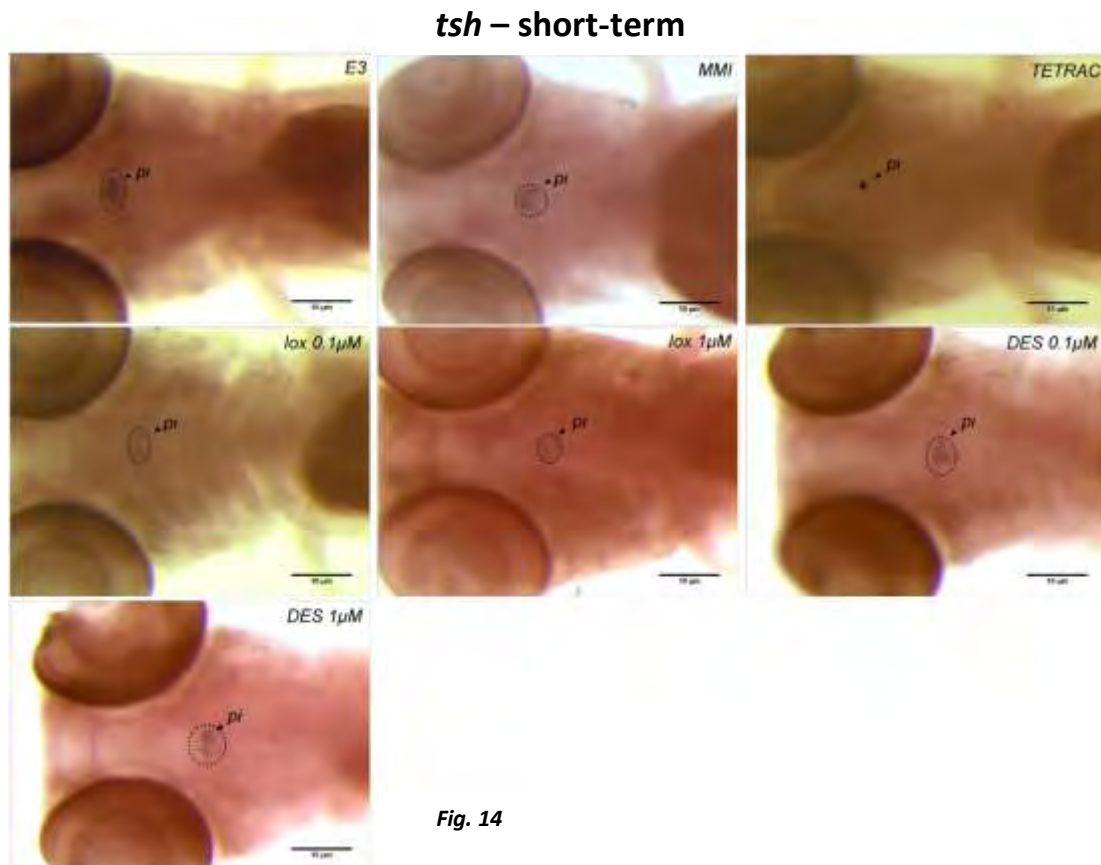 tsh – short-term
E3
pi
MMI
pi
TETRAC
pi
Iox 0.1µM
pi
Iox 1µM
pi
DES 0.1µM
pi
DES 1µM
pi
Fig. 14